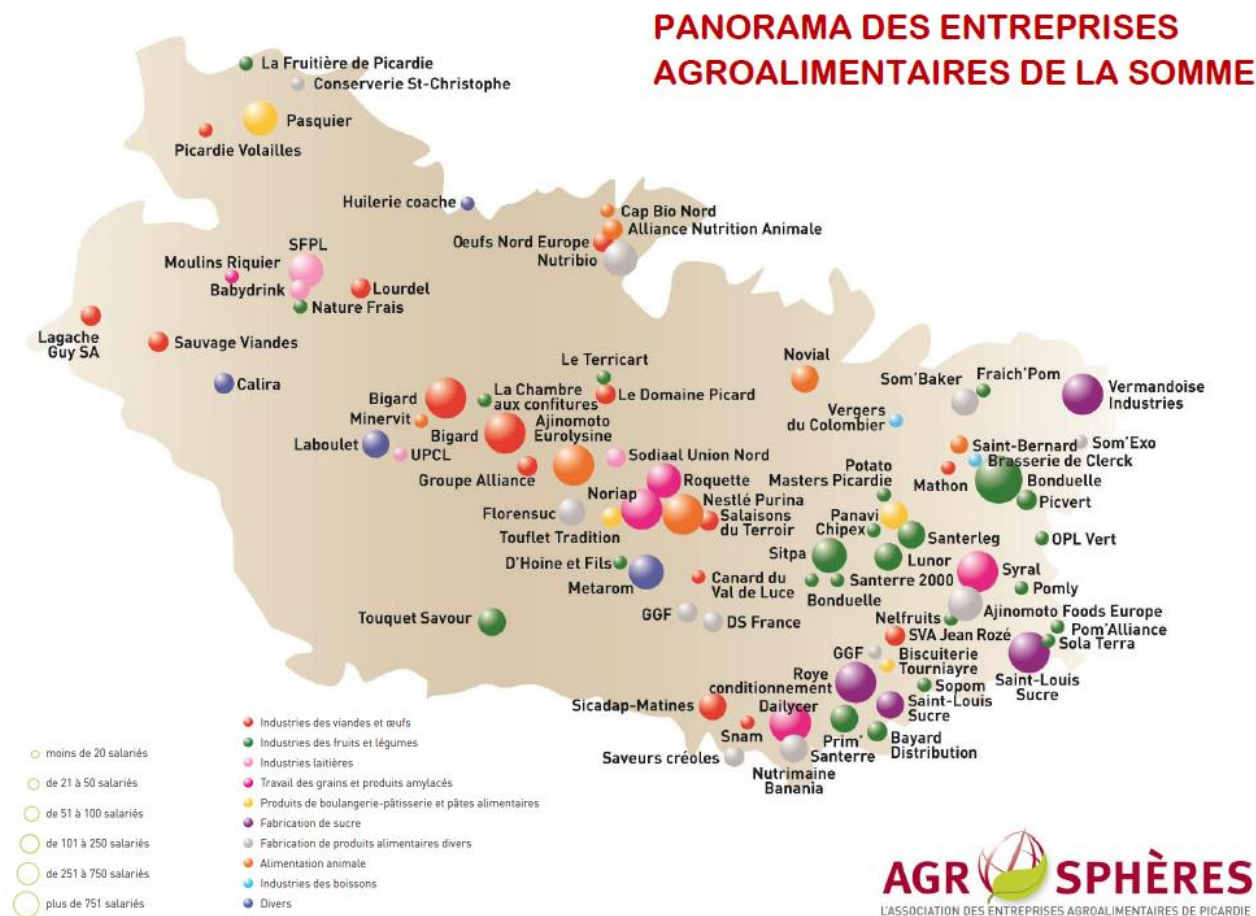 PANORAMA DES ENTREPRISES
AGROALIMENTAIRES DE LA SOMME
La Fruitière de Picardie
Conserverie St-Christophe
Pasquier
Picardie Volailles
Huilerie coache
Cap Bio Nord
Alliance Nutrition Animale
Œufs Nord Europe
Nutribio
SFPL
Moulins Riquier
Babydrink
Lourdel
Nature Frais
Lagache
Guy SA
Sauvage Viandes
Calira
Le Terricart
Le Domaine Picard
Novial
Som'Baker
Fraich'Pom
Vermandoise
Industries
Bigard
La Chambre
aux confitures
Minervit
Bigard
Ajinomoto
Eurolysine
Vergers
du Colombier
Laboulet
UPCL
Groupe Alliance
Sodiaal Union Nord
Saint-Bernard
Som'Exo
Brasserie de Clerck
Mathon
Bonduelle
Picvert
Potato
Masters Picardie
Roquette
Noriap
Nestlé Purina
Florensuc
Salaisons
du Terroir
Touflet Tradition
Panavi
Chipex
Santerleg
OPL Vert
D'Hoine et Fils
Metarom
Canard du
Val de Luce
Sitpa
Lunor
Santerre 2000
Bonduelle
Syral
Pomly
Touquet Savour
GGF
DS France
Nelfruits
Ajinomoto Foods Europe
SVA Jean Rozé
Pom'Alliance
Sola Terra
GGF
Biscuiterie
Tourniayre
Saint-Louis
Sucre
Roye
conditionnement
Sopom
Saint-Louis
Sucre
Sicadap-Matines
Dailycer
Snam
Prim'
Santerre
Bayard
Distribution
Saveurs créoles
Nutrimaine
Banania
moins de 20 salariés
de 21 à 50 salariés
de 51 à 100 salariés
de 101 à 250 salariés
de 251 à 750 salariés
plus de 751 salariés
Industries des viandes et œufs
Industries des fruits et légumes
Industries laitières
Travail des grains et produits amylacés
Produits de boulangerie-pâtisserie et pâtes alimentaires
Fabrication de sucre
Fabrication de produits alimentaires divers
Alimentation animale
Industries des boissons
Divers
AGR SPHÈRES
L'ASSOCIATION DES ENTREPRISES AGROALIMENTAIRES DE PICARDIE